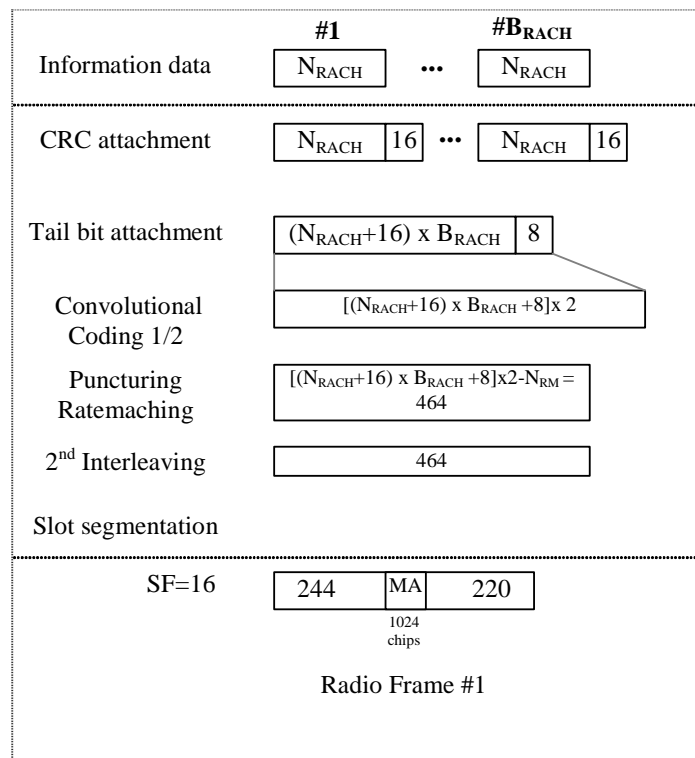 #1 #B_RACH
Information data N_RACH ... N_RACH
CRC attachment N_RACH 16 ... N_RACH 16
Tail bit attachment (N_RACH+16) x B_RACH 8
Convolutional
Coding 1/2
[(N_RACH+16) x B_RACH +8]x 2
Puncturing
Ratemaching
[(N_RACH+16) x B_RACH +8]x2-N_RM =
464
2nd Interleaving 464
Slot segmentation
SF=16 244 MA 220
1024
chips
Radio Frame #1